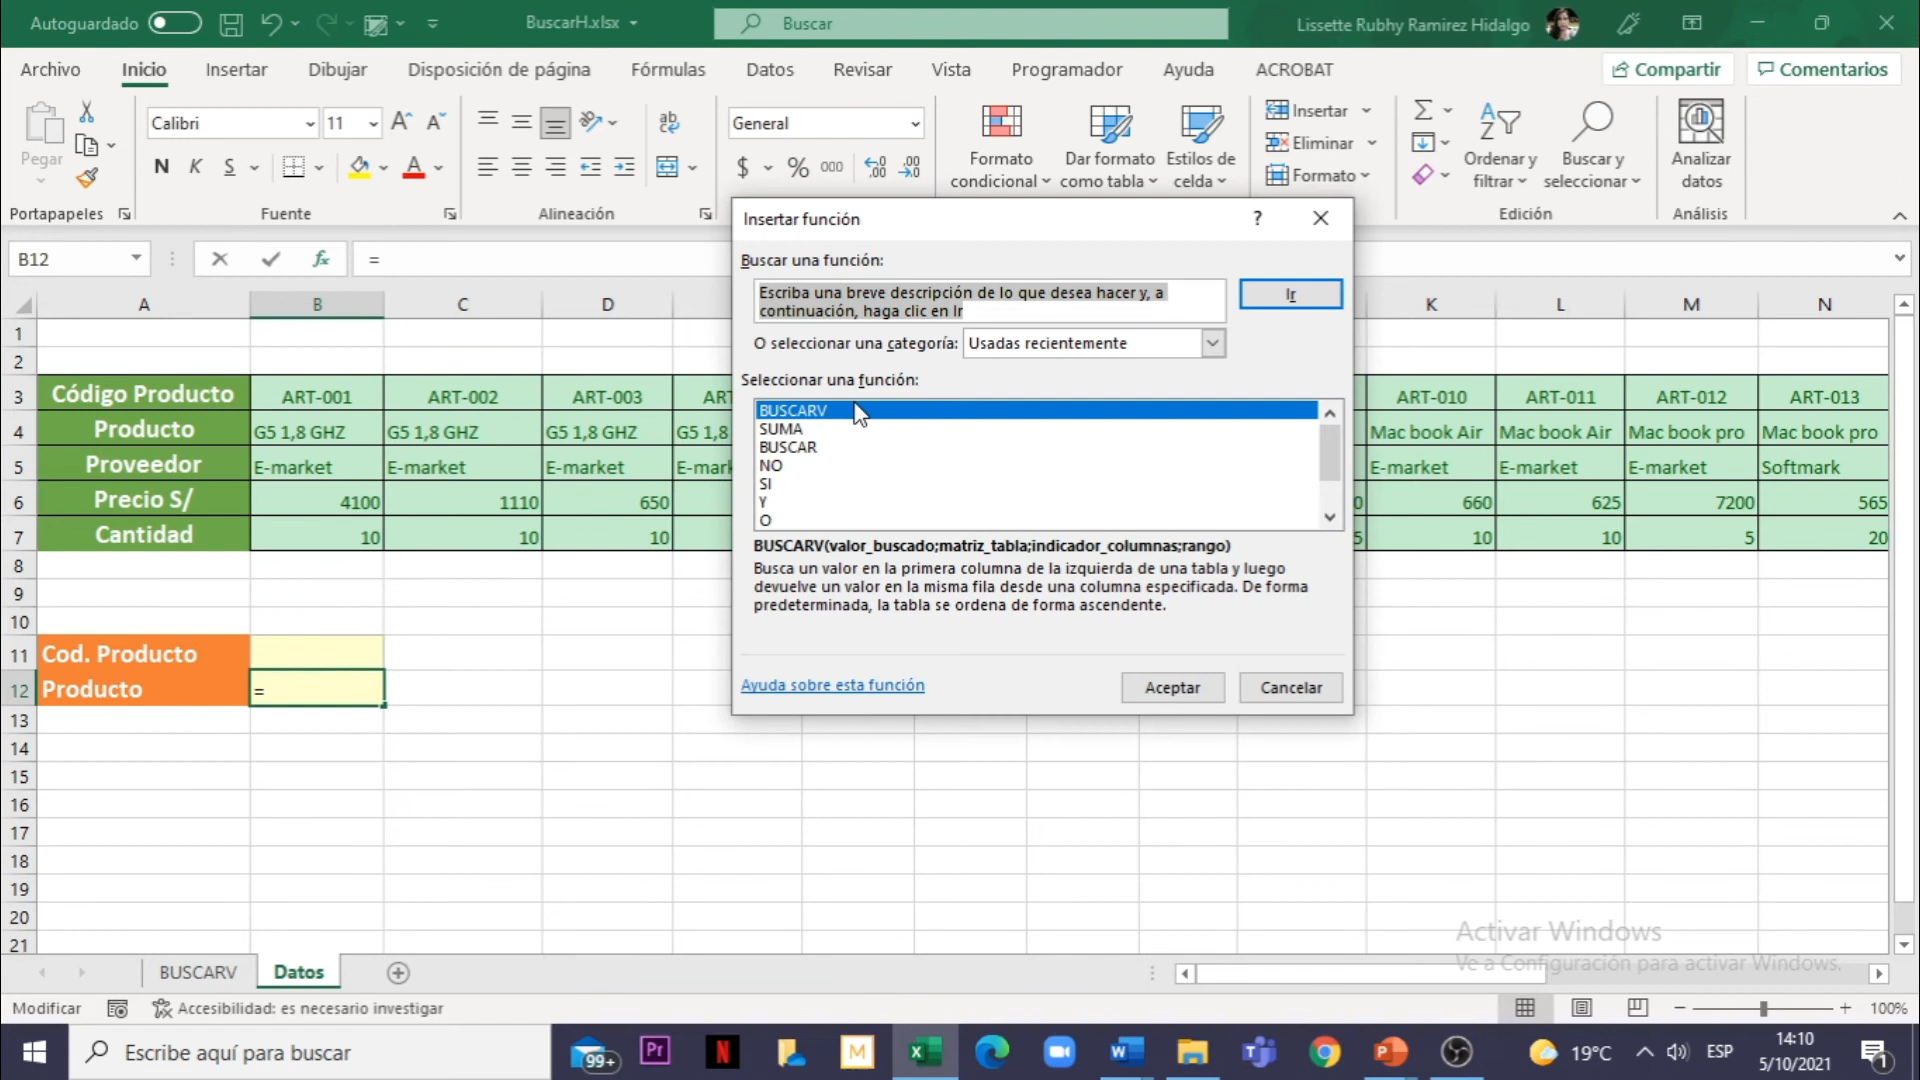 Autoguardado
BuscarH.xlsx
Buscar
Lissette Rubhy Ramirez Hidalgo
Archivo Inicio Insertar Dibujar Disposición de página Fórmulas Datos Revisar Vista Programador Ayuda ACROBAT
Compartir Comentarios
Pegar
Calibri 11
N K S
General
$ % 000
Formato condicional
Dar formato como tabla
Estilos de celda
Insertar
Eliminar
Formato
Ordenar y filtrar
Buscar y seleccionar
Analizar datos
Portapapeles Fuente Alineación Edición Análisis
B12 fx =
Insertar función ?
Buscar una función:
Escriba una breve descripción de lo que desea hacer y, a
continuación, haga clic en Ir
Ir
O seleccionar una categoría: Usadas recientemente
Seleccionar una función:
BUSCARV
SUMA
BUSCAR
NO
SI
Y
O
BUSCARV(valor_buscado;matriz_tabla;indicador_columnas;rango)
Busca un valor en la primera columna de la izquierda de una tabla y luego
devuelve un valor en la misma fila desde una columna especificada. De forma
predeterminada, la tabla se ordena de forma ascendente.
Ayuda sobre esta función
Aceptar Cancelar
A B C D K L M N
1
2
3 Código Producto ART-001 ART-002 ART-003 ART ART-010 ART-011 ART-012 ART-013
4 Producto G5 1,8 GHZ G5 1,8 GHZ G5 1,8 GHZ G5 1,8 Mac book Air Mac book Air Mac book pro Mac book pro
5 Proveedor E-market E-market E-market E-mark E-market E-market E-market Softmark
6 Precio S/ 4100 1110 650 0 660 625 7200 565
7 Cantidad 10 10 10 5 10 10 5 20
8
9
10
11 Cod. Producto
12 Producto =
13
14
15
16
17
18
19
20
21
Activar Windows
Ve a Configuración para activar Windows.
BUSCARV Datos
Modificar Accesibilidad: es necesario investigar 100%
Escribe aquí para buscar
99+
Pr
N
M
X
W
T
P
19°C
ESP
14:10
5/10/2021
1